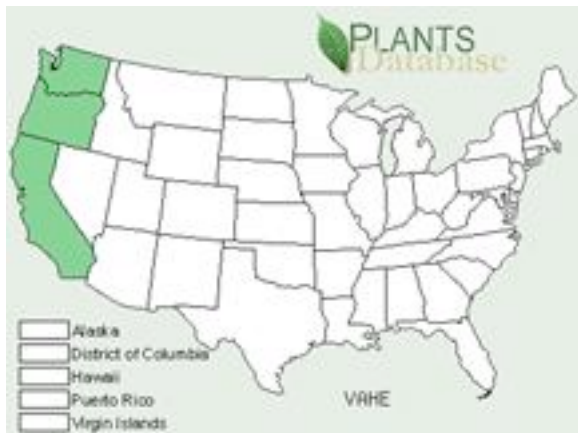 PLANTS
Database
Alaska
District of Columbia
Hawaii
Puerto Rico
Virgin Islands
VAHE